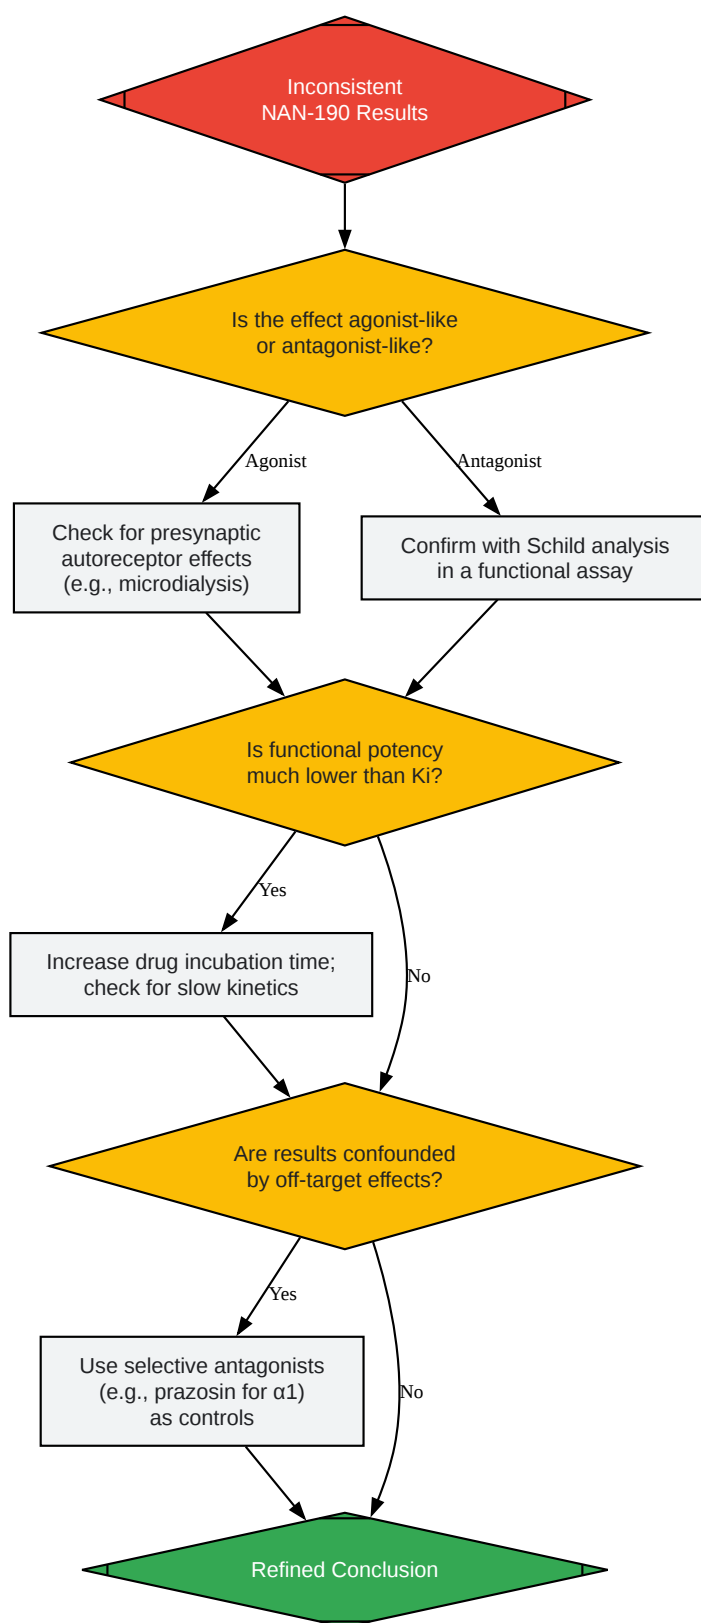 Inconsistent
NAN-190 Results
Is the effect agonist-like
or antagonist-like?
Agonist
Antagonist
Check for presynaptic
autoreceptor effects
(e.g., microdialysis)
Confirm with Schild analysis
in a functional assay
Is functional potency
much lower than Ki?
Yes
Increase drug incubation time;
check for slow kinetics
No
Are results confounded
by off-target effects?
Yes
Use selective antagonists
(e.g., prazosin for α1)
as controls
No
Refined Conclusion